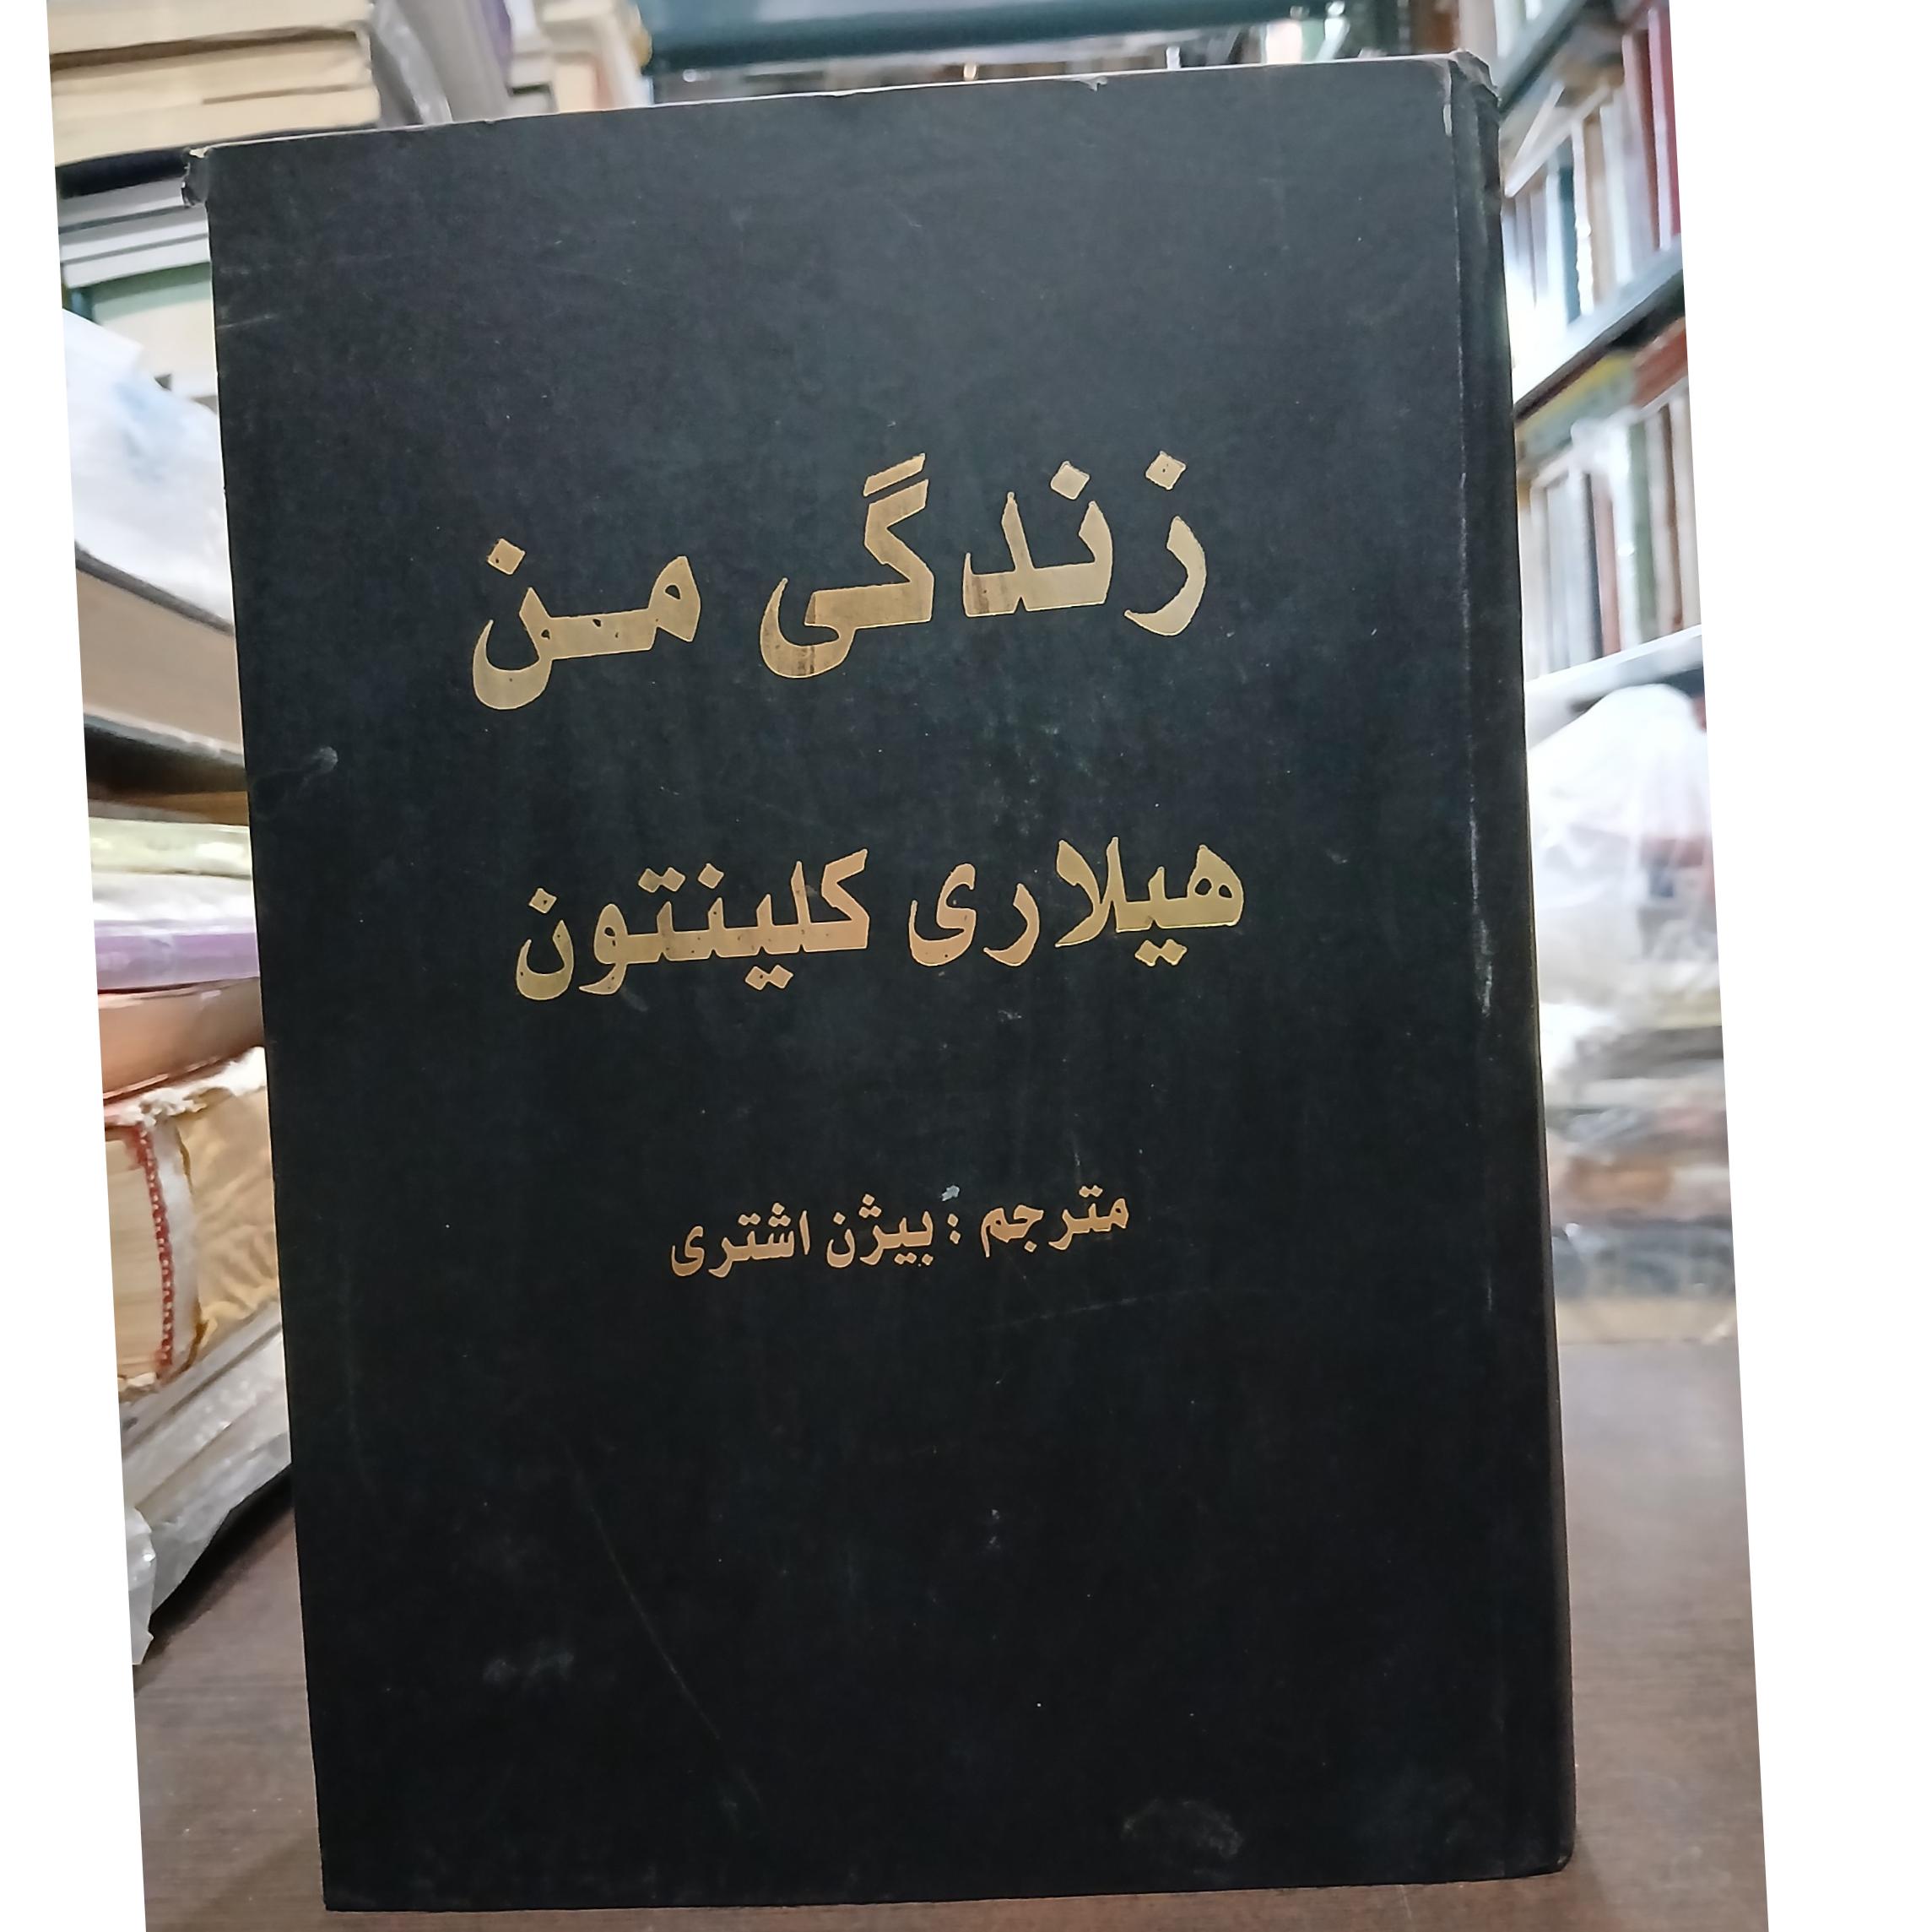 زندگی من
هیلاری کلینتون
مترجم : بیژن اشتری